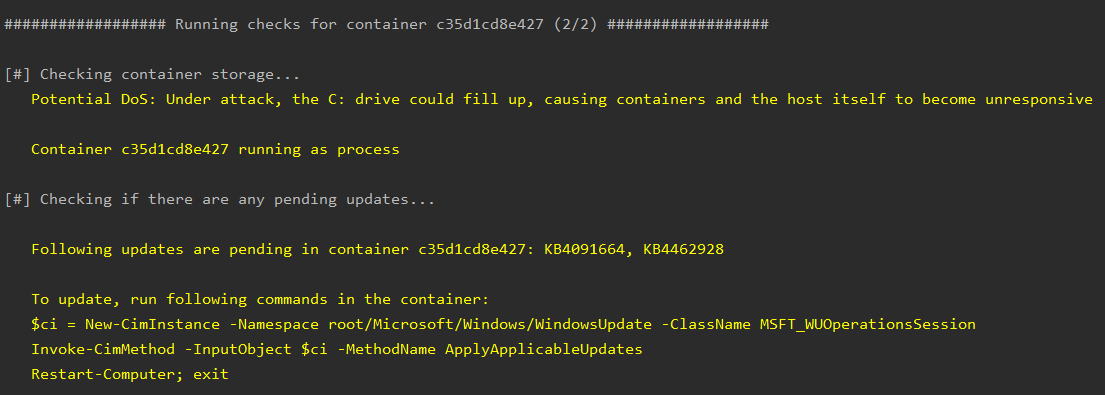 ################## Running checks for container c35d1cd8e427 (2/2) ##################
[#] Checking container storage...
Potential DoS: Under attack, the C: drive could fill up, causing containers and the host itself to become unresponsive
Container c35d1cd8e427 running as process
[#] Checking if there are any pending updates...
Following updates are pending in container c35d1cd8e427: KB4091664, KB4462928
To update, run following commands in the container:
$ci = New-CimInstance -Namespace root/Microsoft/Windows/WindowsUpdate -ClassName MSFT_WUOperationsSession
Invoke-CimMethod -InputObject $ci -MethodName ApplyApplicableUpdates
Restart-Computer; exit